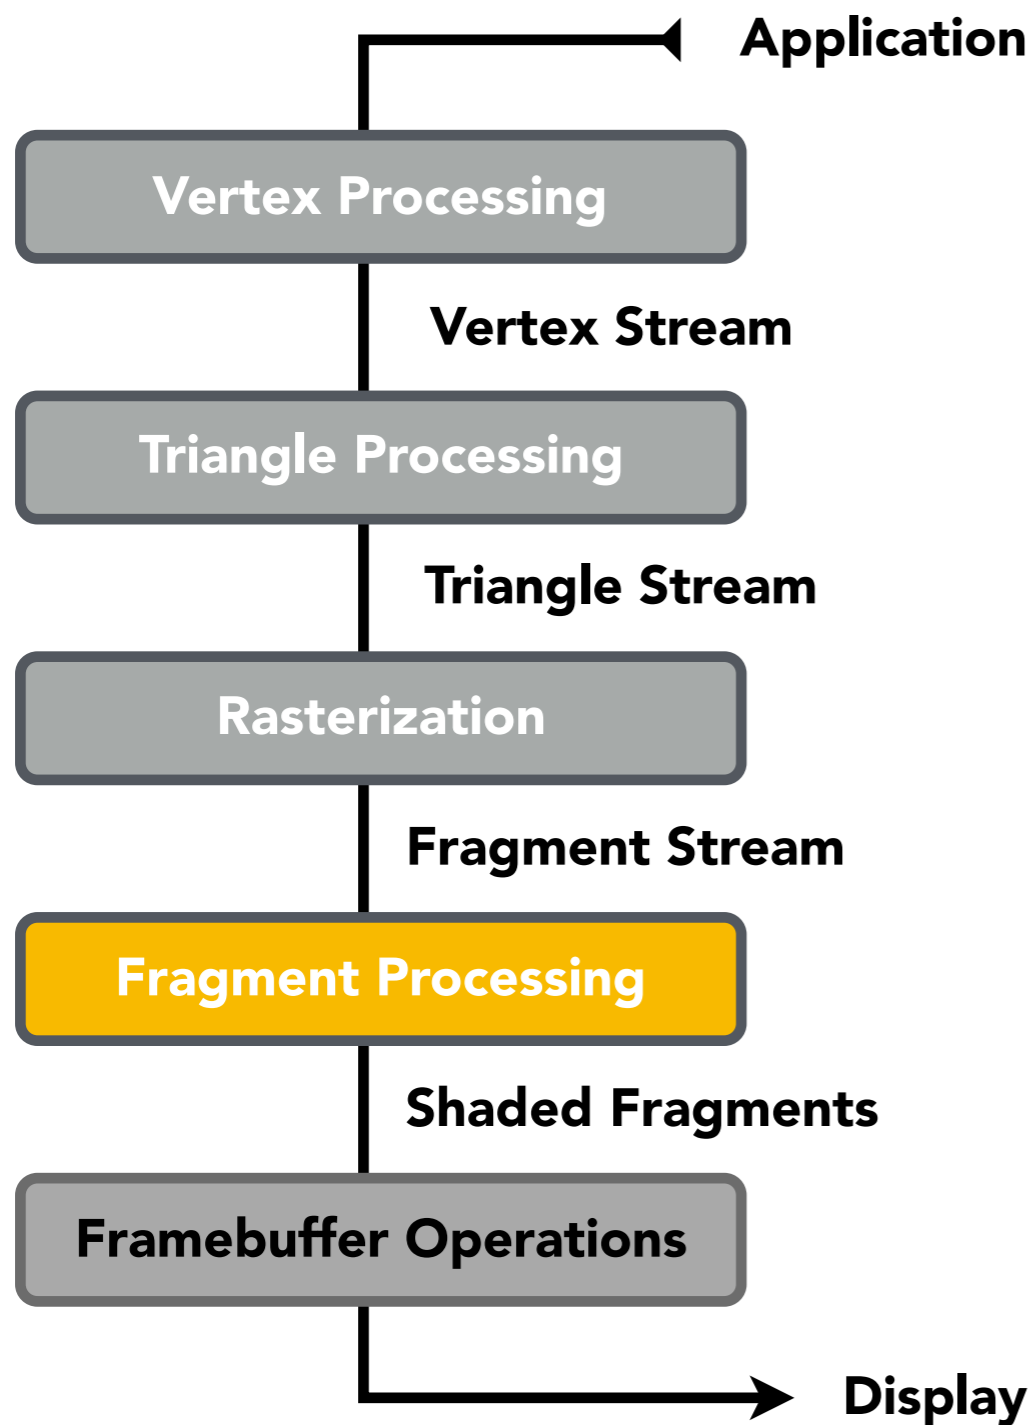 Application
Vertex Processing
Vertex Stream
Triangle Processing
Triangle Stream
Rasterization
Fragment Stream
Fragment Processing
Shaded Fragments
Framebuffer Operations
Display